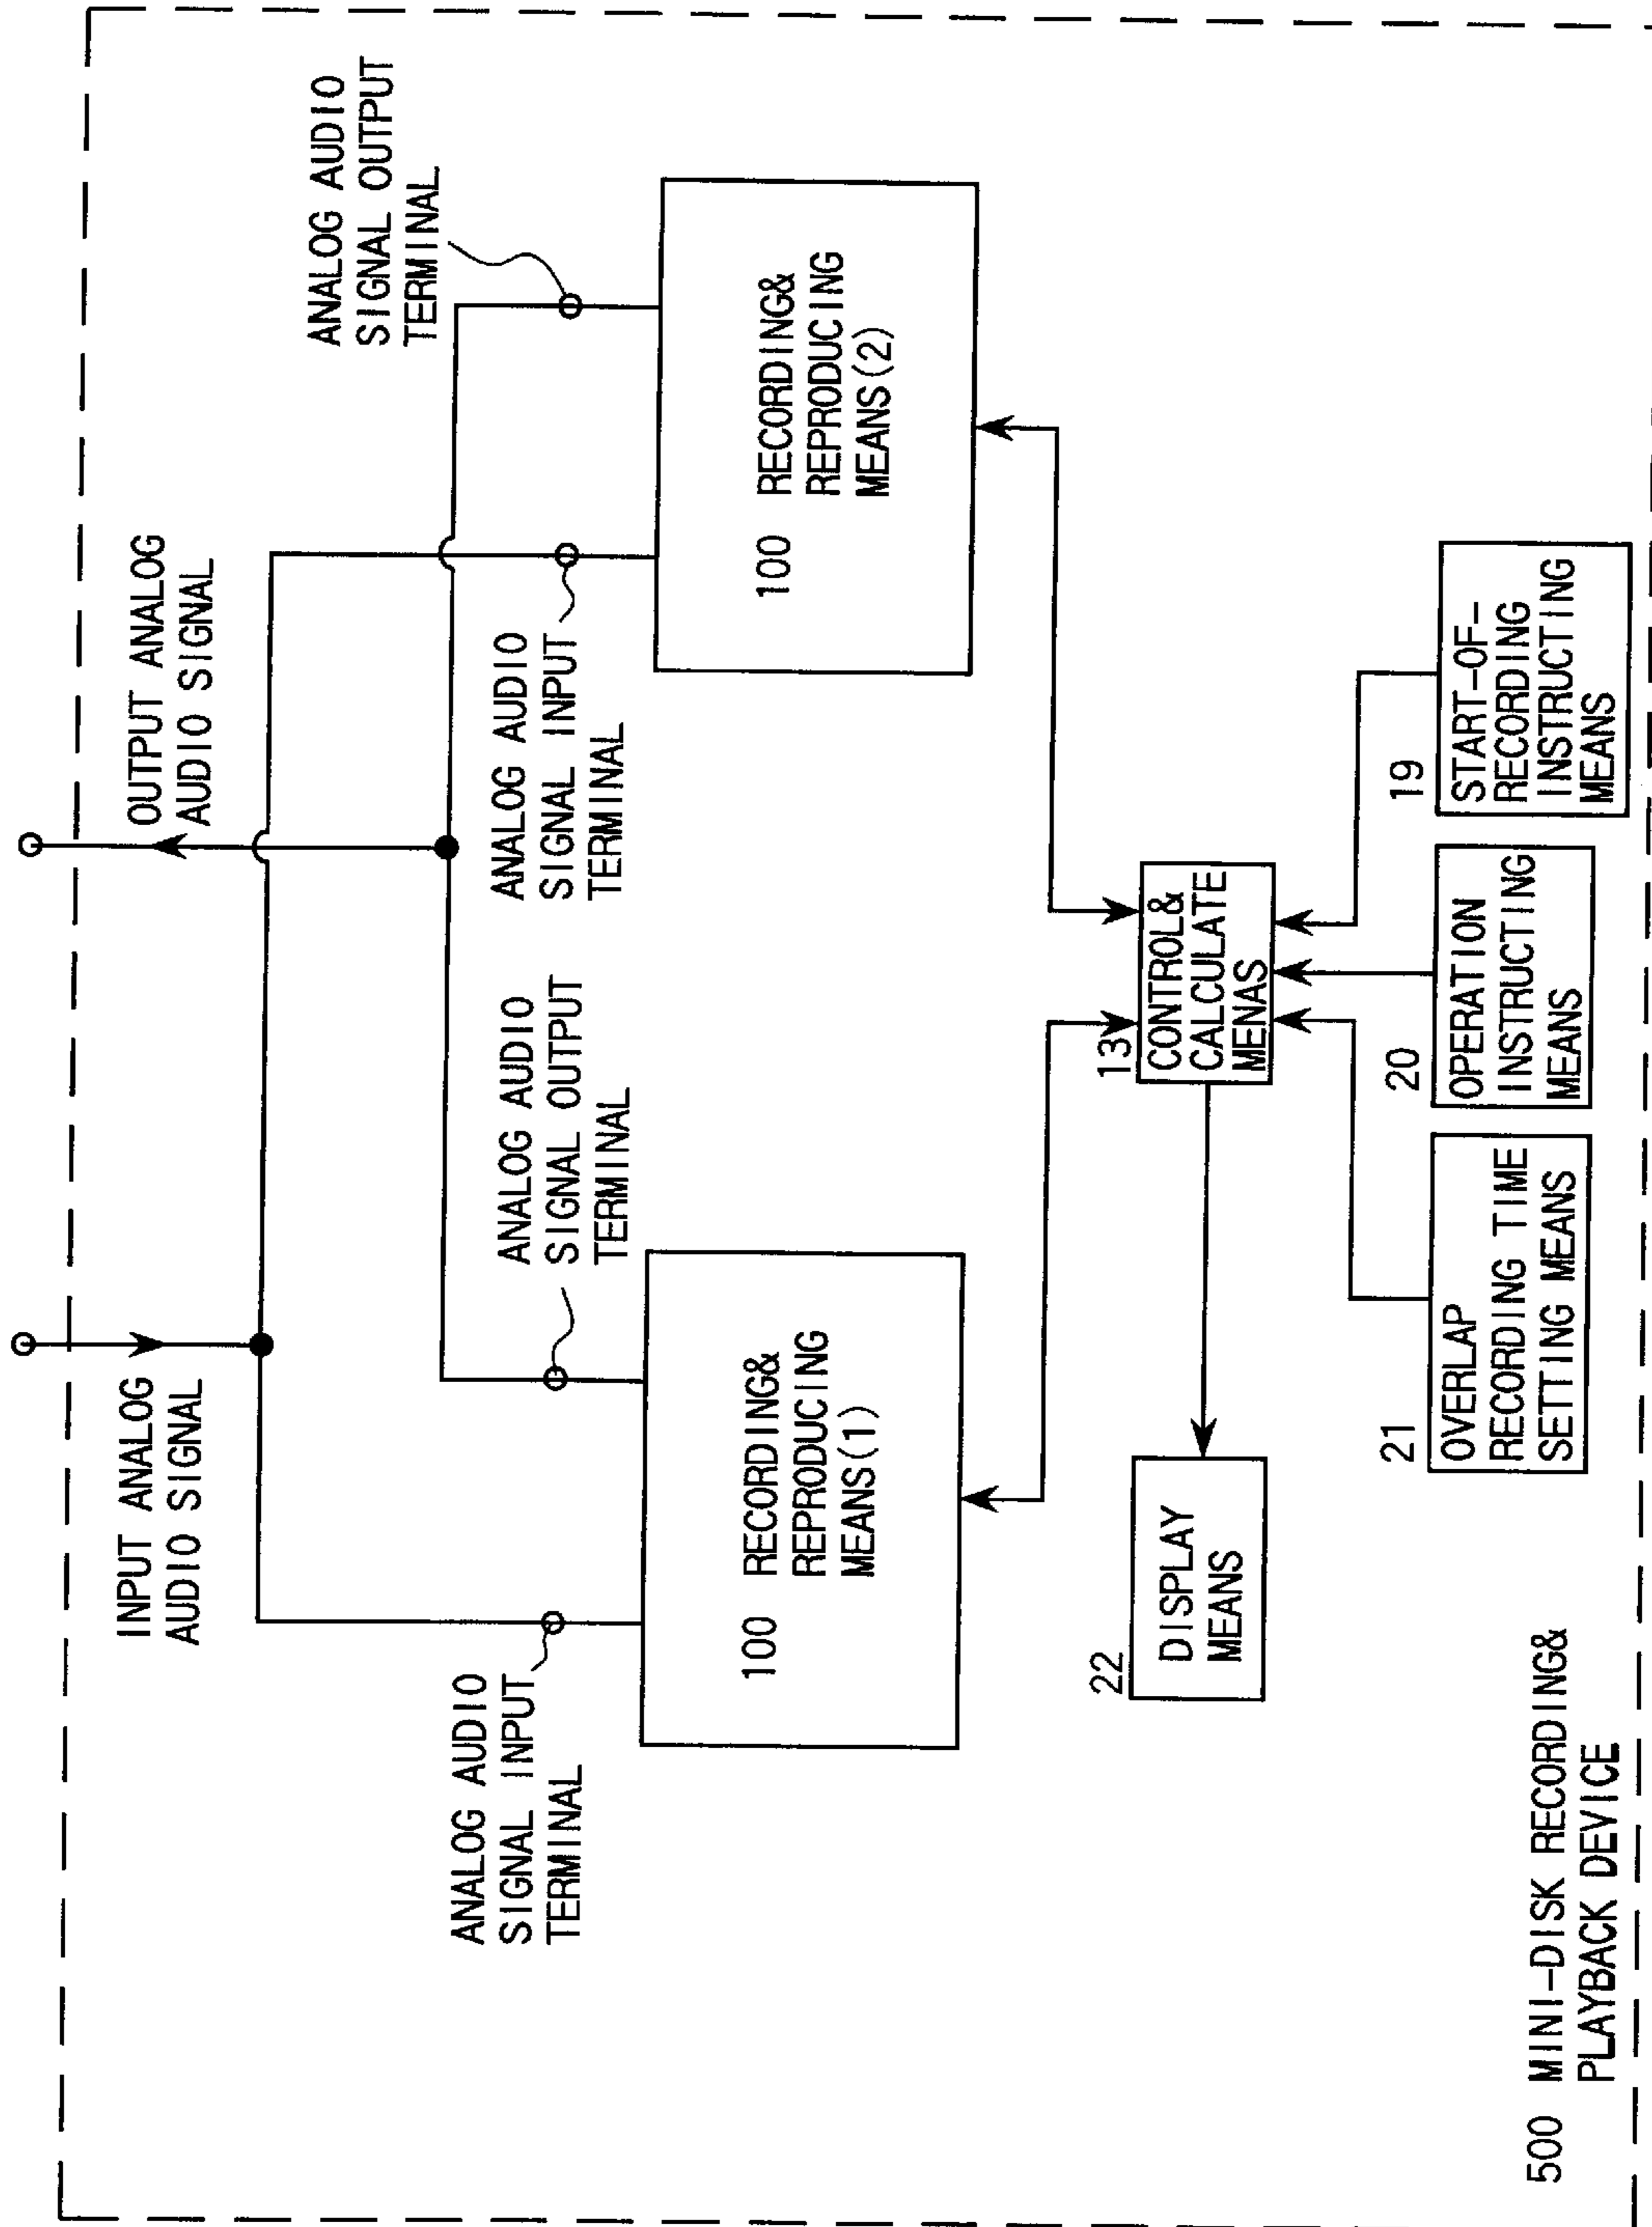 INPUT ANALOG
AUDIO SIGNAL
OUTPUT ANALOG
AUDIO SIGNAL
ANALOG AUDIO
SIGNAL OUTPUT
TERMINAL
ANALOG AUDIO
SIGNAL INPUT
TERMINAL
ANALOG AUDIO
SIGNAL OUTPUT
TERMINAL
ANALOG AUDIO
SIGNAL INPUT
TERMINAL
100 RECORDING&
REPRODUCING
MEANS(1)
100 RECORDING&
REPRODUCING
MEANS(2)
22
DISPLAY
MEANS
13
CONTROL&
CALCULATE
MENAS
21
OVERLAP
RECORDING TIME
SETTING MEANS
20
OPERATION
INSTRUCTING
MEANS
19
START-OF-
RECORDING
INSTRUCTING
MEANS
500 MINI-DISK RECORDING&
PLAYBACK DEVICE